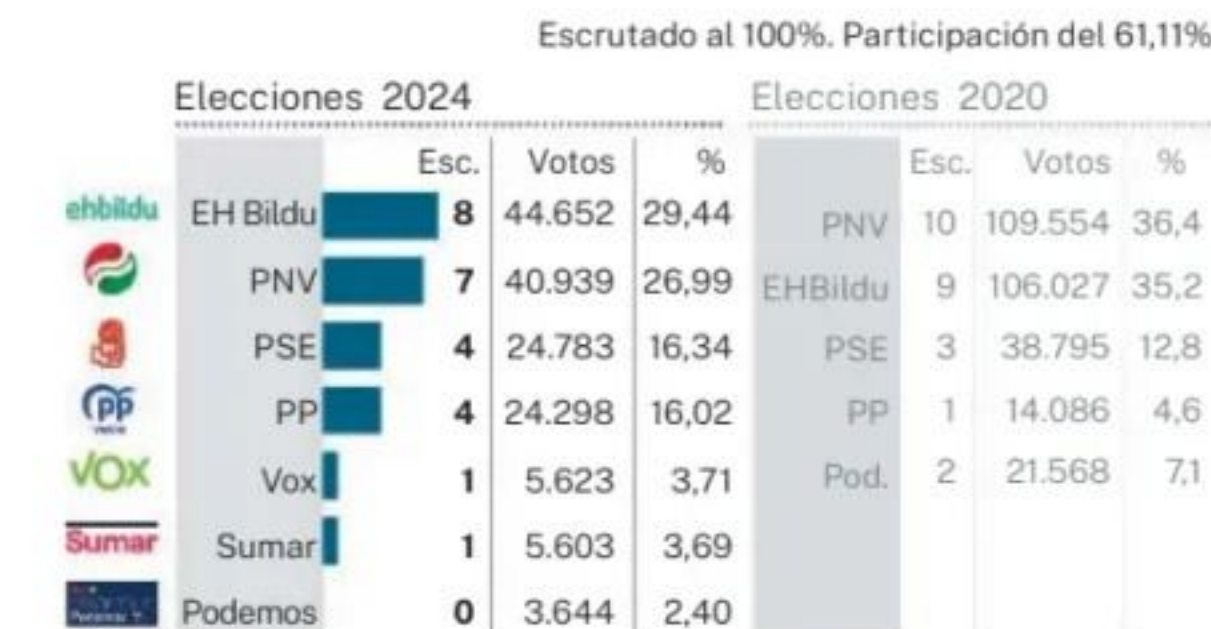 Escrutado al 100%. Participación del 61,11%
Elecciones 2024
Elecciones 2020
Esc. Votos %
Esc. Votos %
ehbildu EH Bildu 8 44.652 29,44
PNV 10 109.554 36,4
PNV 7 40.939 26,99
EHBildu 9 106.027 35,2
PSE 4 24.783 16,34
PSE 3 38.795 12,8
PP PP 4 24.298 16,02
PP 1 14.086 4,6
VOX Vox 1 5.623 3,71
Pod. 2 21.568 7,1
Sumar Sumar 1 5.603 3,69
Podemos 0 3.644 2,40